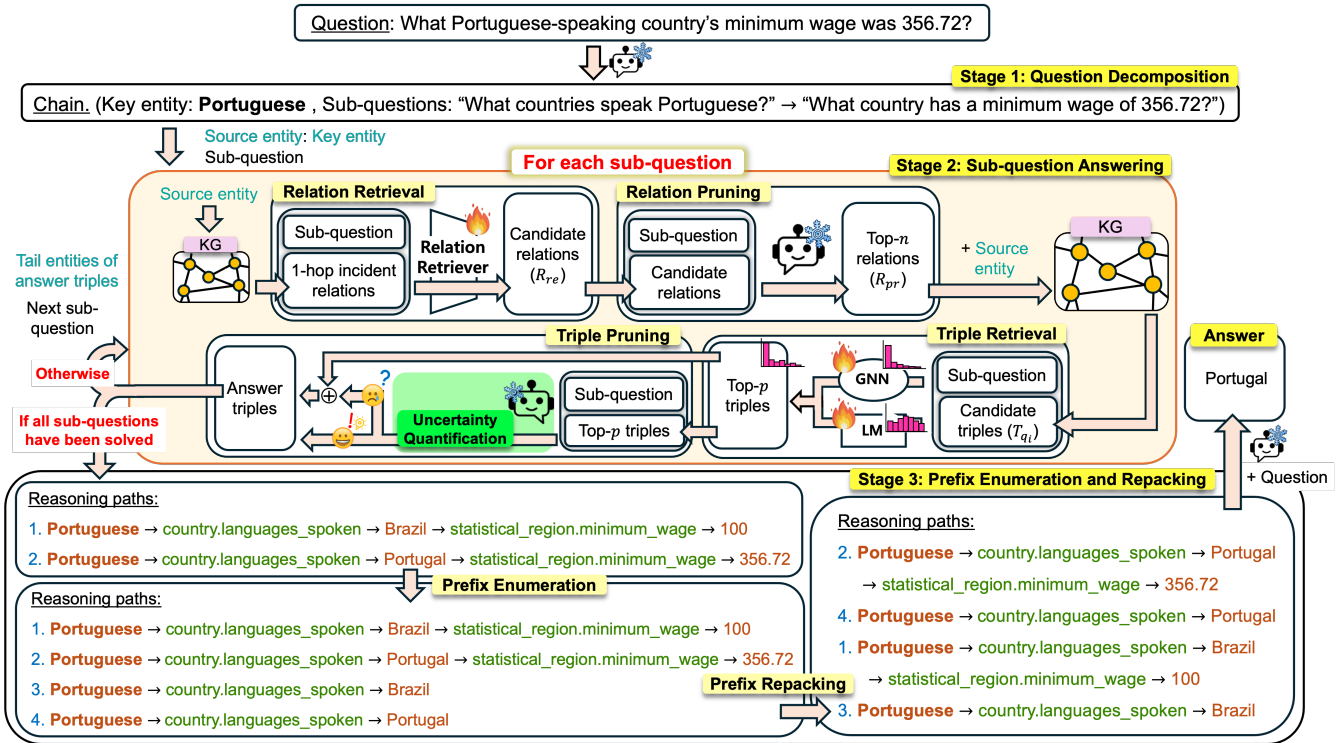 Question: What Portuguese-speaking country's minimum wage was 356.72?
Stage 1: Question Decomposition
Chain. (Key entity: Portuguese , Sub-questions: “What countries speak Portuguese?” → “What country has a minimum wage of 356.72?”)
Source entity: Key entity
Sub-question
For each sub-question
Stage 2: Sub-question Answering
Source entity
KG
Relation Retrieval
Sub-question
1-hop incident
relations
Relation
Retriever
Candidate
relations
(R_re)
Relation Pruning
Sub-question
Candidate
relations
Top-n
relations
(R_pr)
+ Source
entity
KG
Tail entities of
answer triples
Next sub-
question
Otherwise
If all sub-questions
have been solved
Triple Pruning
Answer
triples
?
!
Uncertainty
Quantification
Sub-question
Top-p triples
Triple Retrieval
Top-p
triples
GNN
LM
Sub-question
Candidate
triples (T_qi)
Answer
Portugal
+ Question
Stage 3: Prefix Enumeration and Repacking
Reasoning paths:
1. Portuguese → country.languages_spoken → Brazil → statistical_region.minimum_wage → 100
2. Portuguese → country.languages_spoken → Portugal → statistical_region.minimum_wage → 356.72
Prefix Enumeration
Reasoning paths:
1. Portuguese → country.languages_spoken → Brazil → statistical_region.minimum_wage → 100
2. Portuguese → country.languages_spoken → Portugal → statistical_region.minimum_wage → 356.72
3. Portuguese → country.languages_spoken → Brazil
4. Portuguese → country.languages_spoken → Portugal
Prefix Repacking
Reasoning paths:
2. Portuguese → country.languages_spoken → Portugal
→ statistical_region.minimum_wage → 356.72
4. Portuguese → country.languages_spoken → Portugal
1. Portuguese → country.languages_spoken → Brazil
→ statistical_region.minimum_wage → 100
3. Portuguese → country.languages_spoken → Brazil